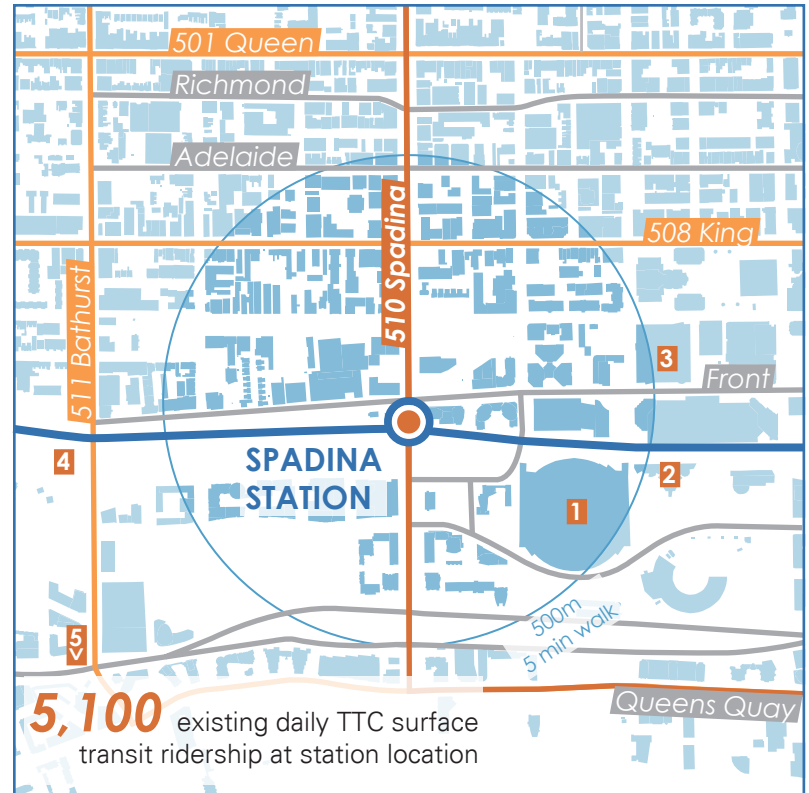 501 Queen
Richmond
Adelaide
510 Spadina
508 King
511 Bathurst
3
Front
SPADINA
STATION
4
2
1
500m
5 min walk
5
Queens Quay
5,100 existing daily TTC surface
transit ridership at station location